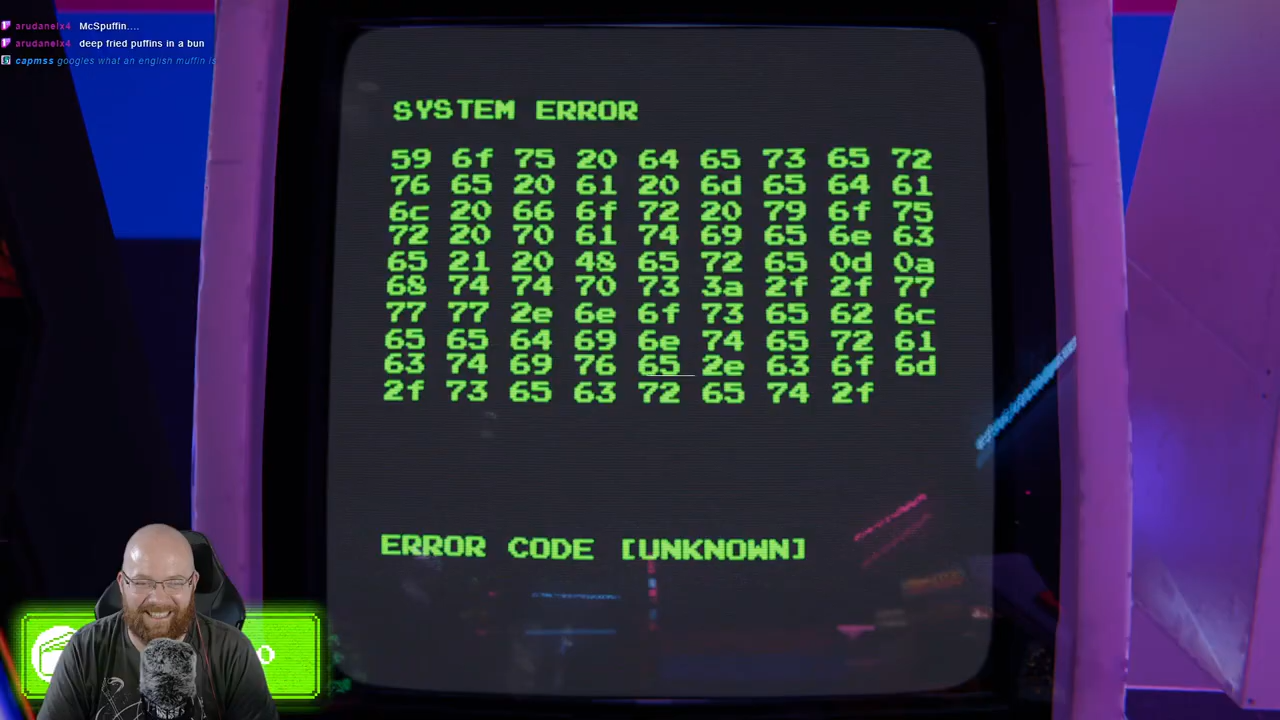 arudanelx4 McSpuffin....
arudanelx4 deep fried puffins in a bun
capmss googles what an english muffin is
SYSTEM ERROR
59 6f 75 20 64 65 73 65 72
76 65 20 61 20 6d 65 64 61
6c 20 66 6f 72 20 79 6f 75
72 20 70 61 74 69 65 6e 63
65 21 20 48 65 72 65 0d 0a
68 74 74 70 73 3a 2f 2f 77
77 77 2e 6e 6f 73 65 62 6c
65 65 64 69 6e 74 65 72 61
63 74 69 76 65 2e 63 6f 6d
2f 73 65 63 72 65 74 2f
ERROR CODE [UNKNOWN]